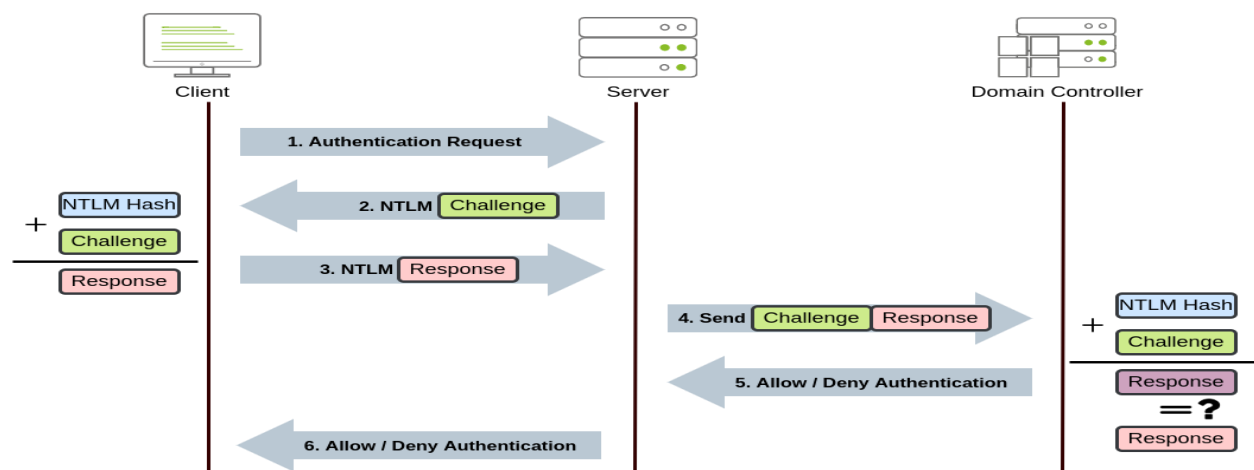 Client
Server
Domain Controller
1. Authentication Request
2. NTLM Challenge
NTLM Hash
+
Challenge
Response
3. NTLM Response
4. Send Challenge Response
NTLM Hash
+
Challenge
Response
=?
Response
5. Allow / Deny Authentication
6. Allow / Deny Authentication